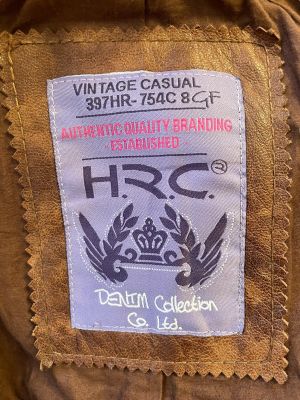 VINTAGE CASUAL
397HR-754C 8GF
AUTHENTIC QUALITY BRANDING
- ESTABLISHED -
H.R.C.®
DENIM Collection
Co. Ltd.